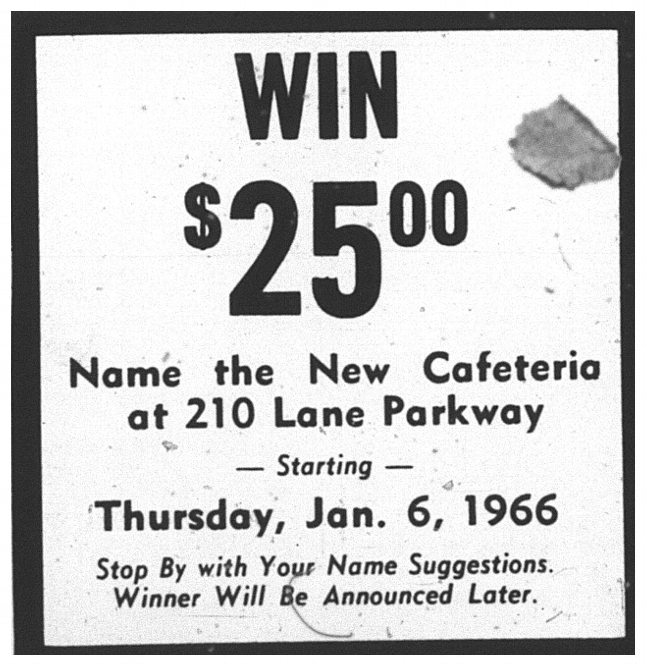 WIN
$25 00
Name the New Cafeteria
at 210 Lane Parkway
— Starting —
Thursday, Jan. 6, 1966
Stop By with Your Name Suggestions.
Winner Will Be Announced Later.